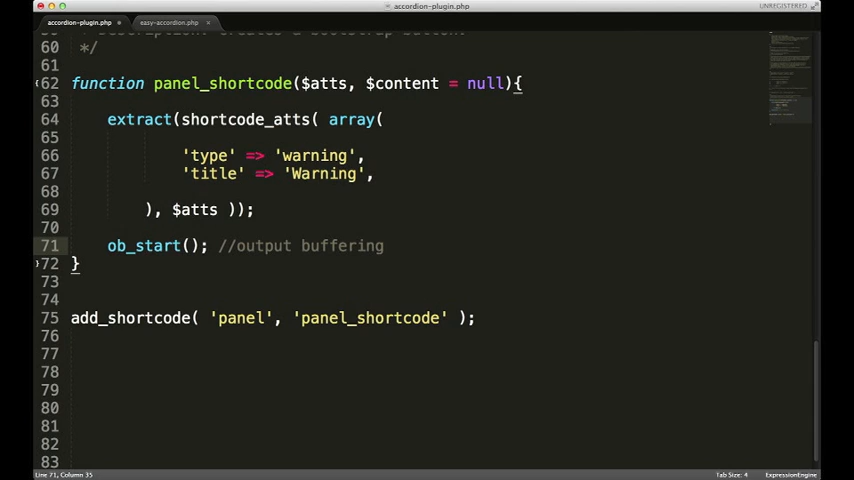 accordion-plugin.php
UNREGISTERED
accordion-plugin.php
easy-accordion.php
60 */
61
62 function panel_shortcode($atts, $content = null){
63
64 extract(shortcode_atts( array(
65
66 'type' => 'warning',
67 'title' => 'Warning',
68
69 ), $atts ));
70
71 ob_start(); //output buffering
72 }
73
74
75 add_shortcode( 'panel', 'panel_shortcode' );
76
77
78
79
80
81
82
83
Line 71, Column 35
Tab Size: 4
ExpressionEngine